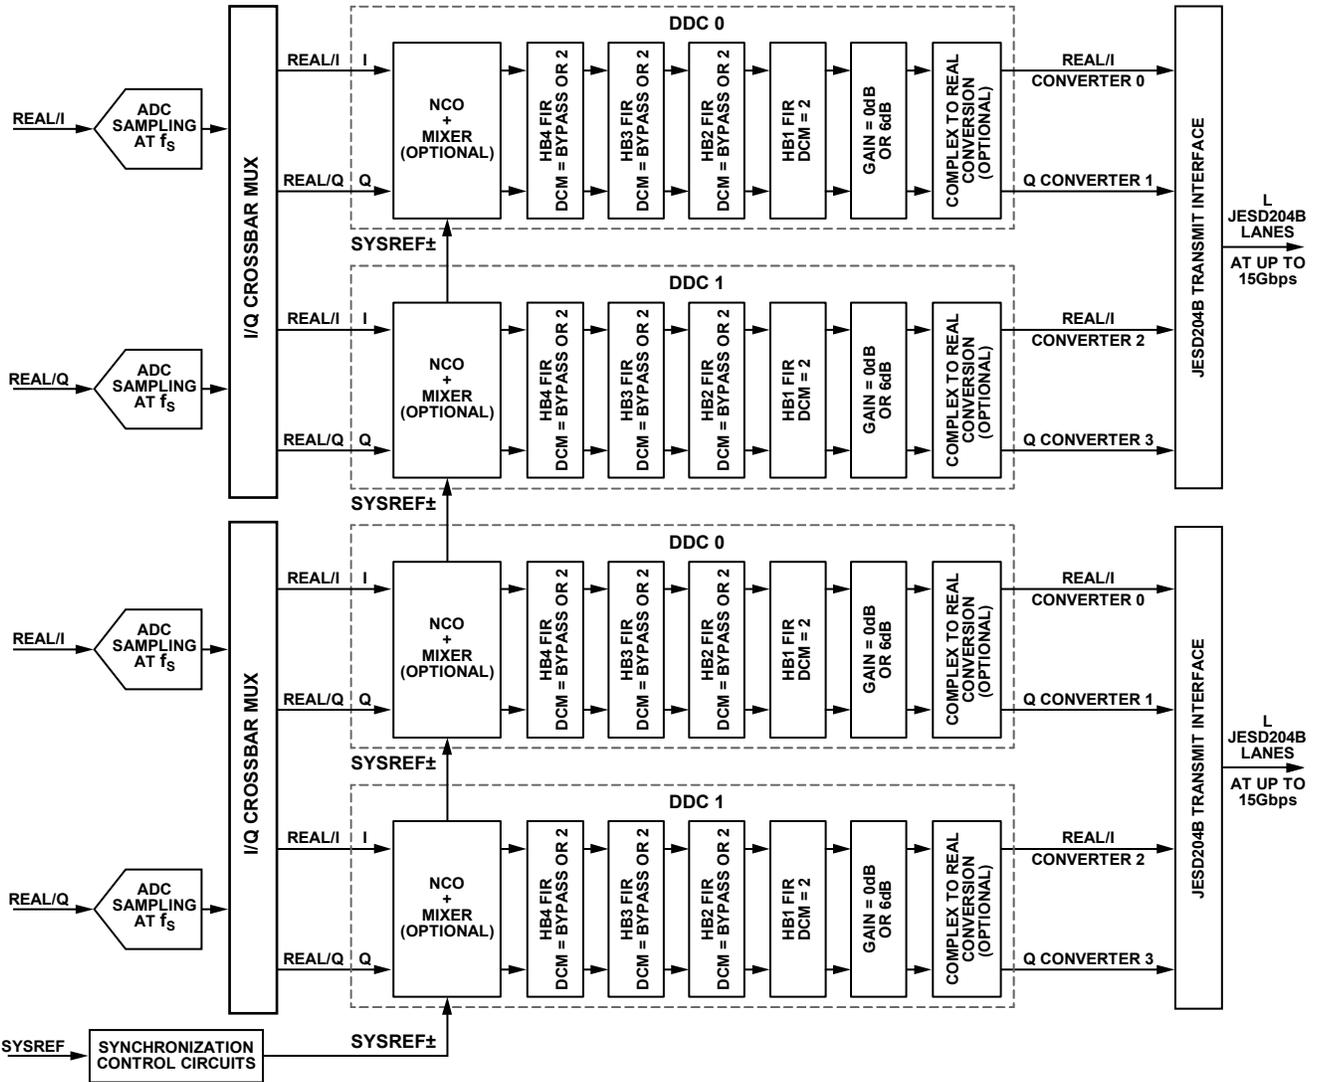 DDC 0
REAL/I
ADC
SAMPLING
AT fS
I/Q CROSSBAR MUX
REAL/I
I
REAL/Q
Q
NCO
+
MIXER
(OPTIONAL)
HB4 FIR
DCM = BYPASS OR 2
HB3 FIR
DCM = BYPASS OR 2
HB2 FIR
DCM = BYPASS OR 2
HB1 FIR
DCM = 2
GAIN = 0dB
OR 6dB
COMPLEX TO REAL
CONVERSION
(OPTIONAL)
REAL/I
CONVERTER 0
Q CONVERTER 1
JESD204B TRANSMIT INTERFACE
L
JESD204B
LANES
AT UP TO
15Gbps
SYSREF±
DDC 1
REAL/Q
ADC
SAMPLING
AT fS
REAL/I
I
REAL/Q
Q
NCO
+
MIXER
(OPTIONAL)
HB4 FIR
DCM = BYPASS OR 2
HB3 FIR
DCM = BYPASS OR 2
HB2 FIR
DCM = BYPASS OR 2
HB1 FIR
DCM = 2
GAIN = 0dB
OR 6dB
COMPLEX TO REAL
CONVERSION
(OPTIONAL)
REAL/I
CONVERTER 2
Q CONVERTER 3
SYSREF±
DDC 0
REAL/I
ADC
SAMPLING
AT fS
I/Q CROSSBAR MUX
REAL/I
I
REAL/Q
Q
NCO
+
MIXER
(OPTIONAL)
HB4 FIR
DCM = BYPASS OR 2
HB3 FIR
DCM = BYPASS OR 2
HB2 FIR
DCM = BYPASS OR 2
HB1 FIR
DCM = 2
GAIN = 0dB
OR 6dB
COMPLEX TO REAL
CONVERSION
(OPTIONAL)
REAL/I
CONVERTER 0
Q CONVERTER 1
JESD204B TRANSMIT INTERFACE
L
JESD204B
LANES
AT UP TO
15Gbps
SYSREF±
DDC 1
REAL/Q
ADC
SAMPLING
AT fS
REAL/I
I
REAL/Q
Q
NCO
+
MIXER
(OPTIONAL)
HB4 FIR
DCM = BYPASS OR 2
HB3 FIR
DCM = BYPASS OR 2
HB2 FIR
DCM = BYPASS OR 2
HB1 FIR
DCM = 2
GAIN = 0dB
OR 6dB
COMPLEX TO REAL
CONVERSION
(OPTIONAL)
REAL/I
CONVERTER 2
Q CONVERTER 3
SYSREF
SYNCHRONIZATION
CONTROL CIRCUITS
SYSREF±